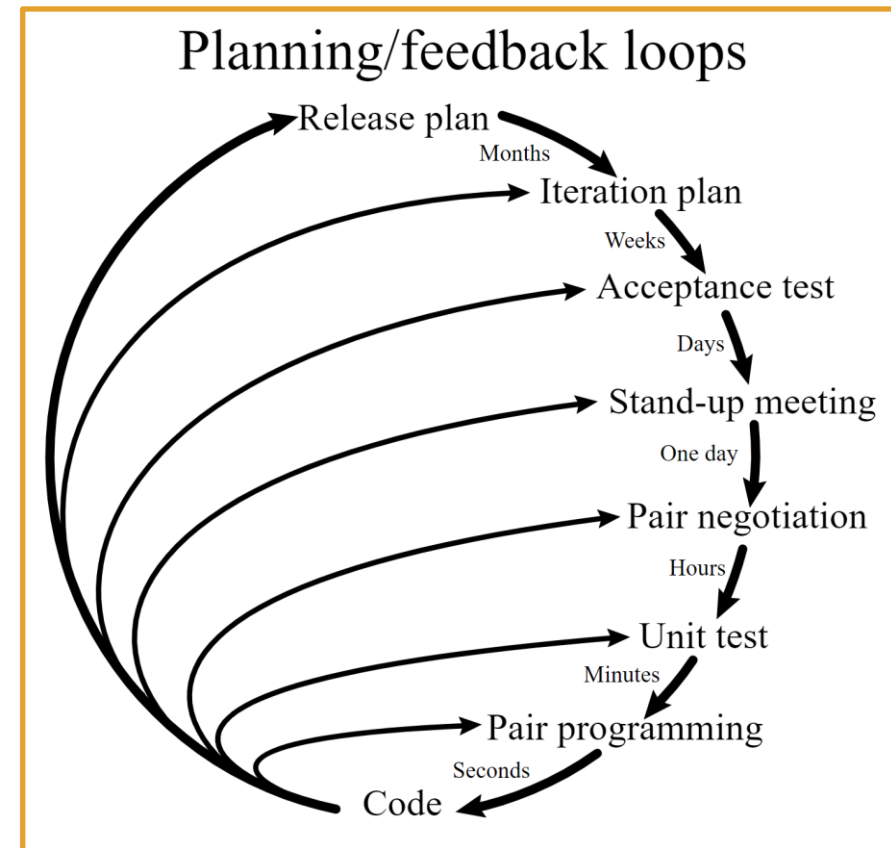 Planning/feedback loops
Release plan
Months
Iteration plan
Weeks
Acceptance test
Days
Stand-up meeting
One day
Pair negotiation
Hours
Unit test
Minutes
Pair programming
Seconds
Code